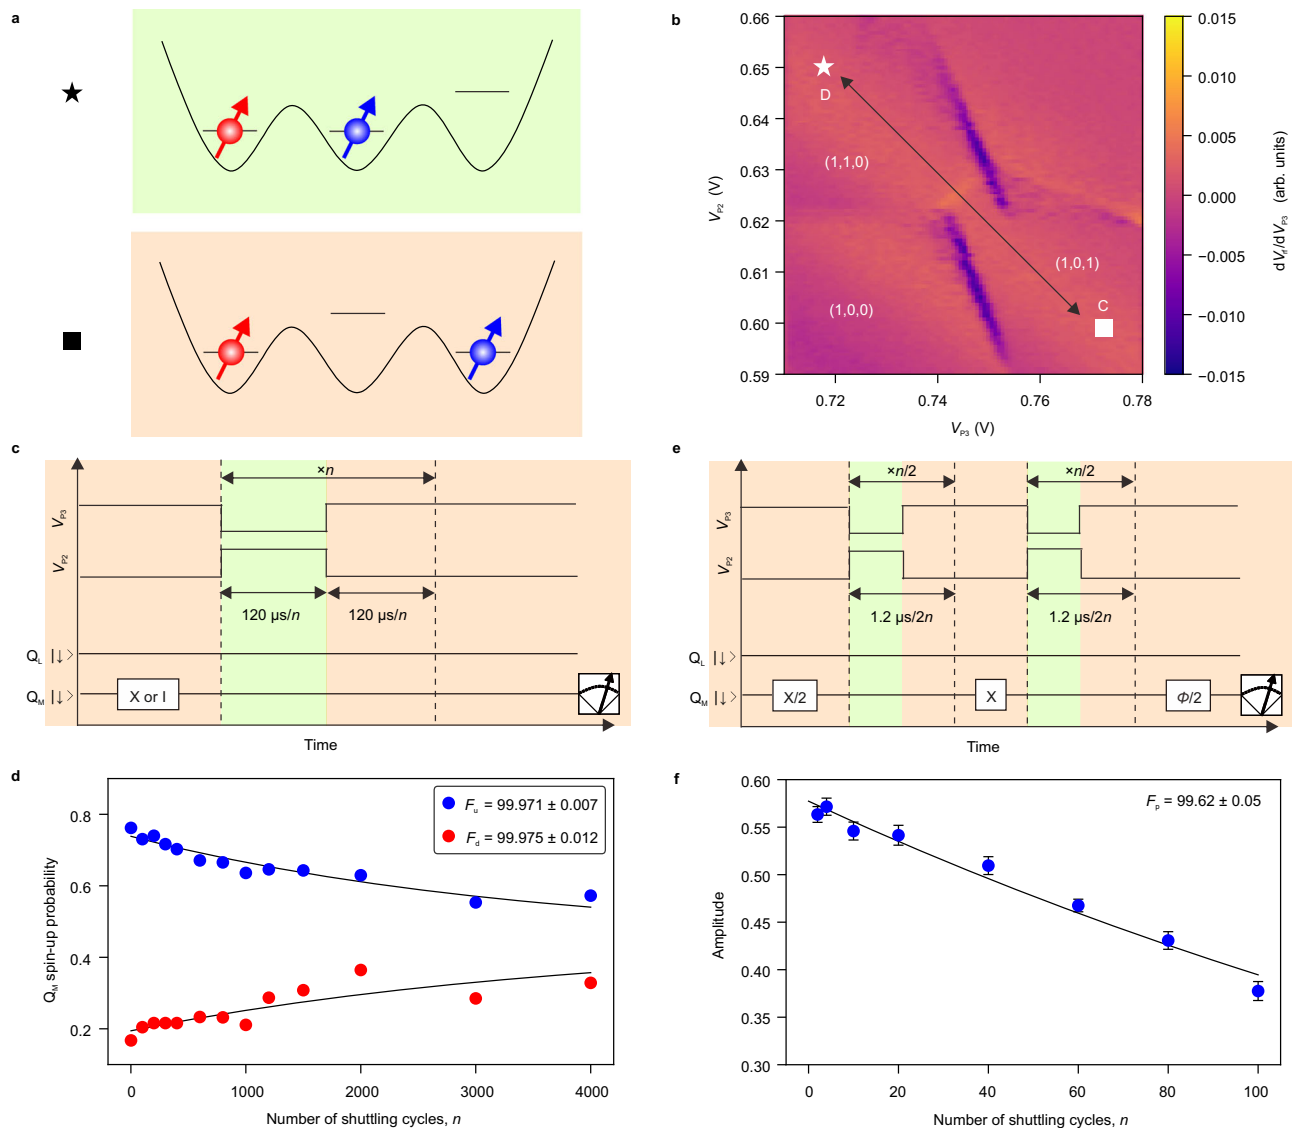 a
b
0.66
0.65
0.64
0.63
0.62
0.61
0.60
0.59
V_P2 (V)
D
(1,1,0)
(1,0,1)
(1,0,0)
C
0.72
0.74
0.76
0.78
V_P3 (V)
0.015
0.010
0.005
0.000
−0.005
−0.010
−0.015
dV_rf/dV_P3 (arb. units)
c
×n
V_P3
V_P2
120 µs/n
120 µs/n
Q_L |↓〉
Q_M |↓〉
X or I
Time
e
×n/2
×n/2
V_P3
V_P2
1.2 µs/2n
1.2 µs/2n
Q_L |↓〉
Q_M |↓〉
X/2
X
Φ/2
Time
d
F_u = 99.971 ± 0.007
F_d = 99.975 ± 0.012
0.8
0.6
0.4
0.2
Q_M spin-up probability
0
1000
2000
3000
4000
Number of shuttling cycles, n
f
F_p = 99.62 ± 0.05
0.60
0.55
0.50
0.45
0.40
0.35
0.30
Amplitude
0
20
40
60
80
100
Number of shuttling cycles, n